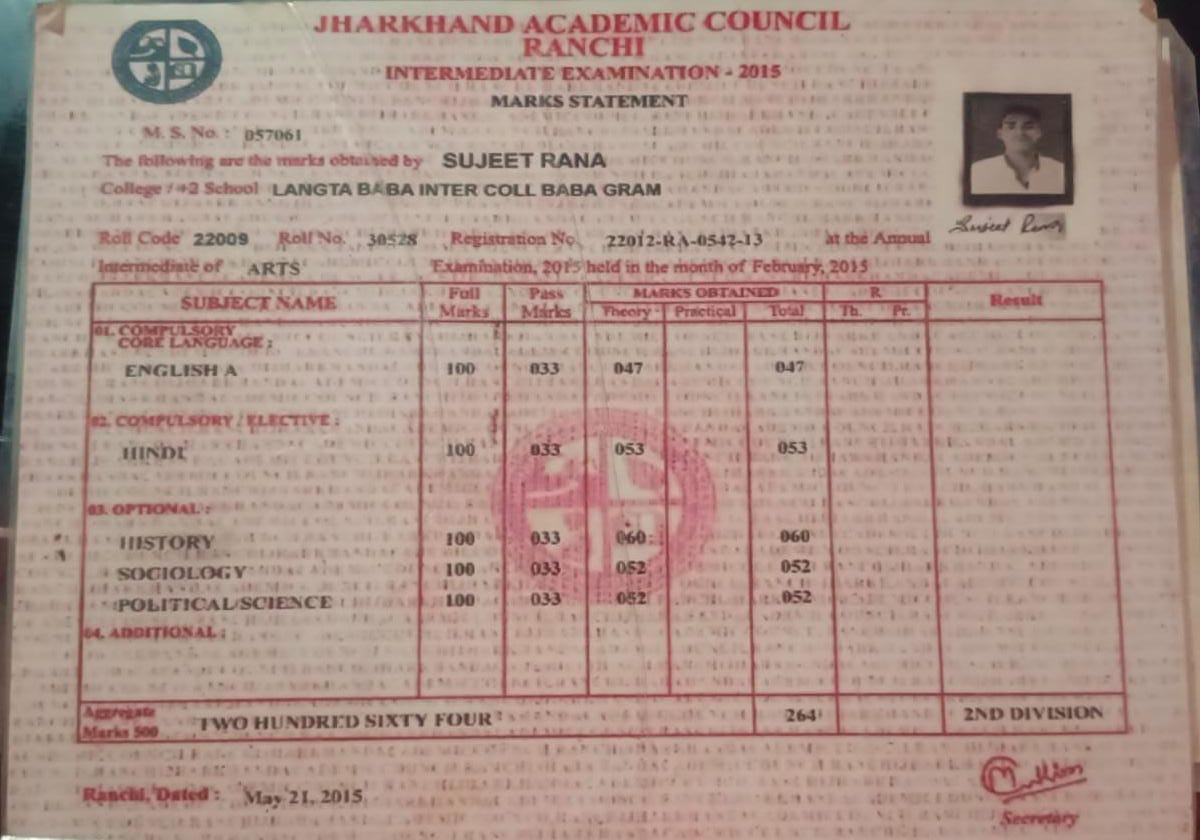 JHARKHAND ACADEMIC COUNCIL
RANCHI
INTERMEDIATE EXAMINATION - 2015
MARKS STATEMENT
M. S. No. : 057061
The following are the marks obtained by SUJEET RANA
College / +2 School LANGTA BABA INTER COLL BABA GRAM
Sujeet Rana
Roll Code 22009 Roll No. 30528 Registration No. 22012-RA-0542-13 at the Annual
Intermediate of ARTS Examination, 2015 held in the month of February, 2015
SUBJECT NAME Full Marks Pass Marks MARKS OBTAINED R Result
Theory Practical Total Th. Pr.
01. COMPULSORY
CORE LANGUAGE :
ENGLISH A 100 033 047 047
02. COMPULSORY / ELECTIVE :
HINDI 100 033 053 053
03. OPTIONAL :
HISTORY 100 033 060 060
SOCIOLOGY 100 033 052 052
POLITICAL SCIENCE 100 033 052 052
04. ADDITIONAL :
Aggregate
Marks 500 TWO HUNDRED SIXTY FOUR 264 2ND DIVISION
Ranchi, Dated : May 21, 2015
Secretary